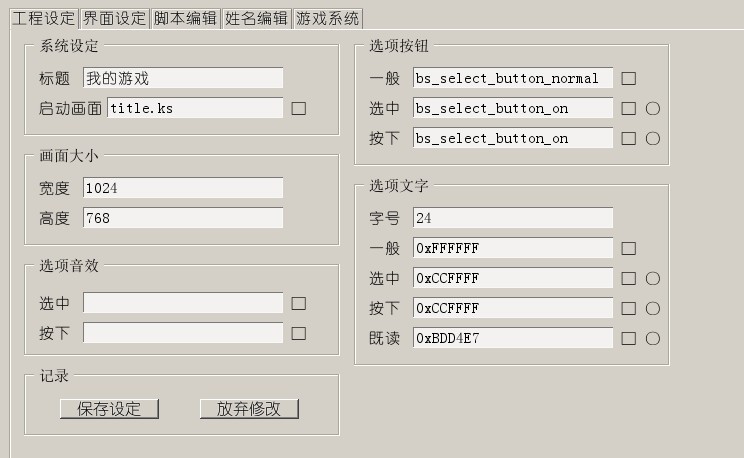 工程设定 界面设定 脚本编辑 姓名编辑 游戏系统
系统设定
标题 我的游戏
启动画面 title.ks
画面大小
宽度 1024
高度 768
选项音效
选中
按下
记录
保存设定 放弃修改
选项按钮
一般 bs_select_button_normal
选中 bs_select_button_on
按下 bs_select_button_on
选项文字
字号 24
一般 0xFFFFFF
选中 0xCCFFFF
按下 0xCCFFFF
既读 0xBDD4E7